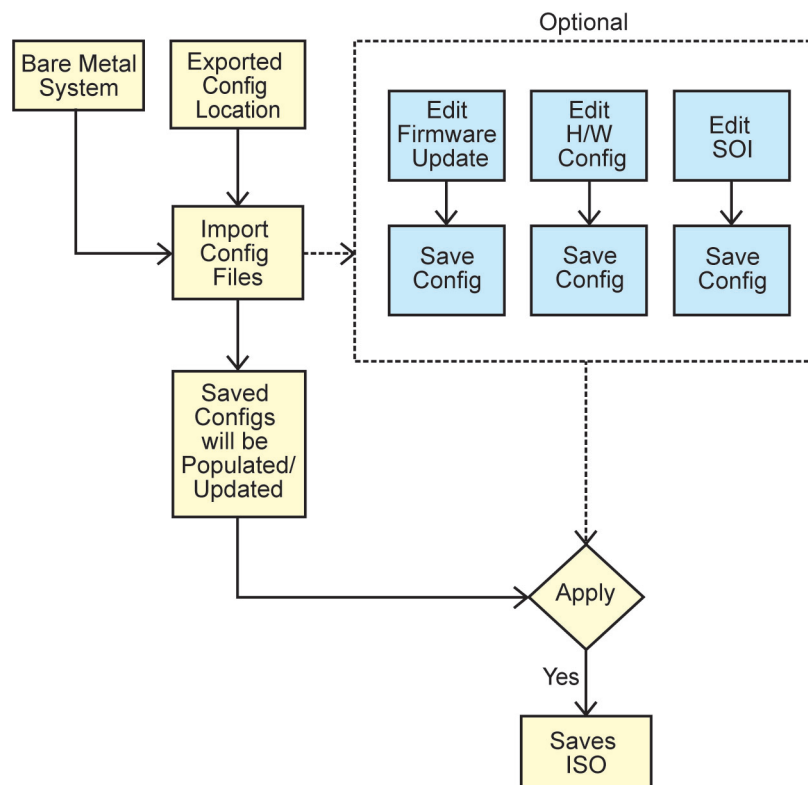 Optional
Bare Metal
System
Exported
Config
Location
Edit
Firmware
Update
Edit
H/W
Config
Edit
SOI
Import
Config
Files
Save
Config
Save
Config
Save
Config
Saved
Configs
will be
Populated/
Updated
Apply
Yes
Saves
ISO